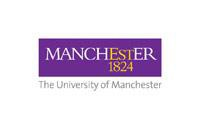 MANCHESTER
1824
The University of Manchester